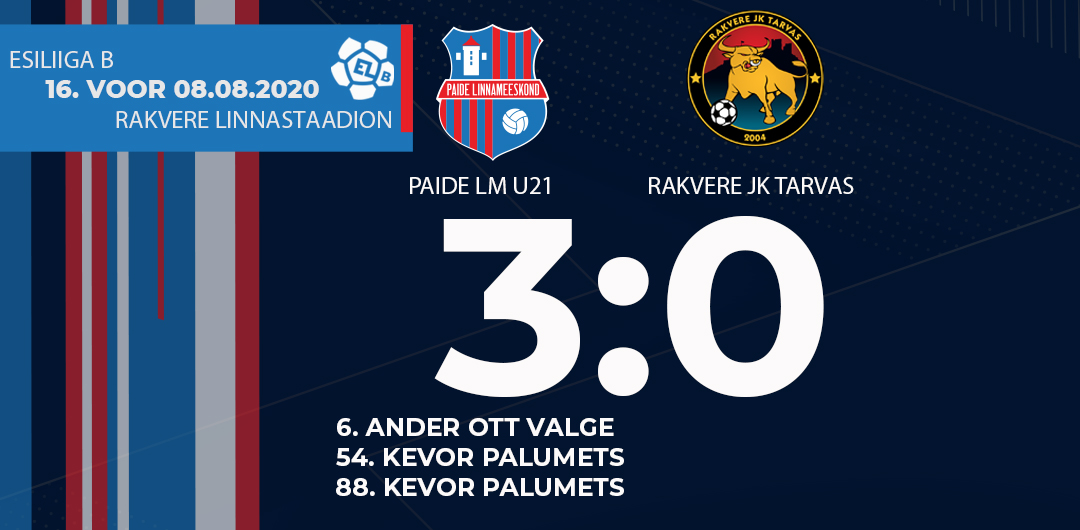 ESILIIGA B
16. VOOR 08.08.2020
RAKVERE LINNASTAADION
EL
B
PAIDE LINNAMEESKOND
RAKVERE JK TARVAS
2004
PAIDE LM U21
RAKVERE JK TARVAS
3:0
6. ANDER OTT VALGE
54. KEVOR PALUMETS
88. KEVOR PALUMETS